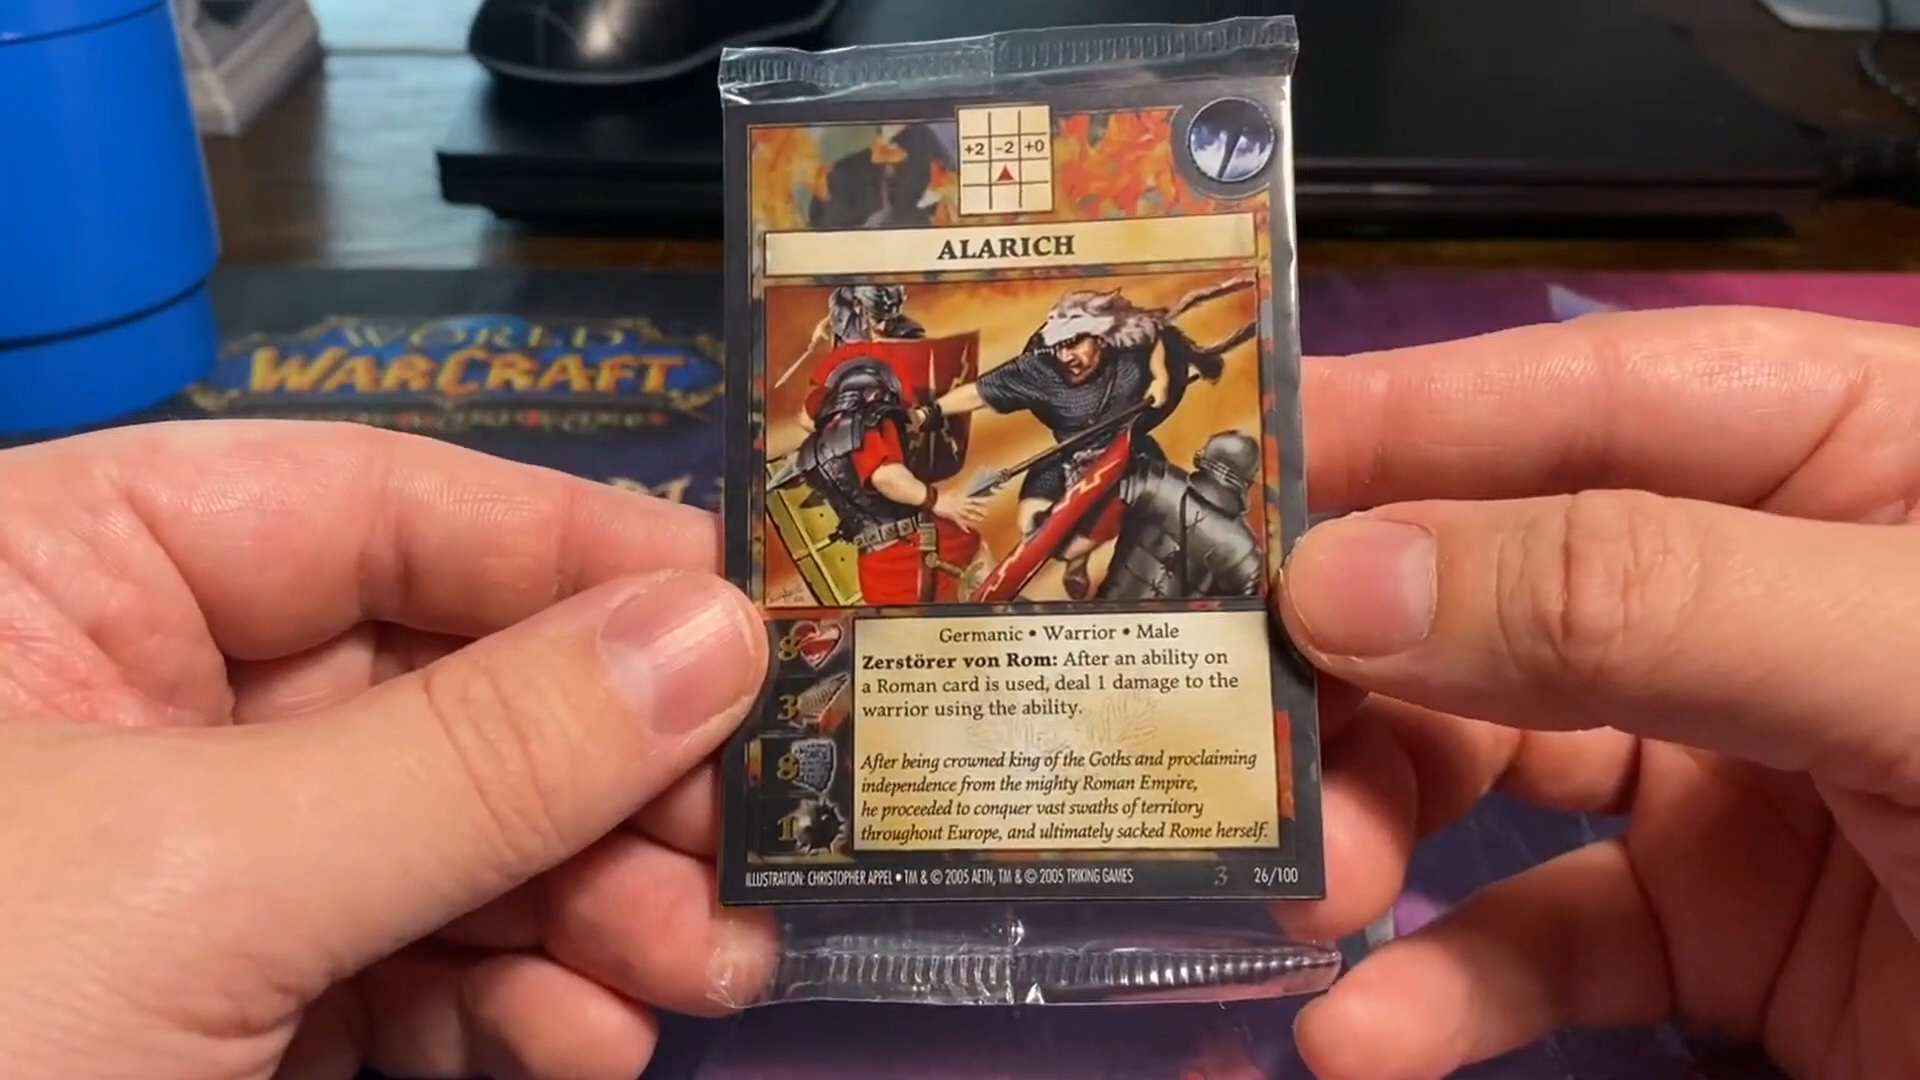 +2 -2 +0
ALARICH
WORLD
WARCRAFT
8
Germanic • Warrior • Male
Zerstörer von Rom: After an ability on
a Roman card is used, deal 1 damage to the
warrior using the ability.
3
8
1
After being crowned king of the Goths and proclaiming
independence from the mighty Roman Empire,
he proceeded to conquer vast swaths of territory
throughout Europe, and ultimately sacked Rome herself.
ILLUSTRATION: CHRISTOPHER APPEL • TM & © 2005 AETN, TM & © 2005 TRIKING GAMES 3 26/100